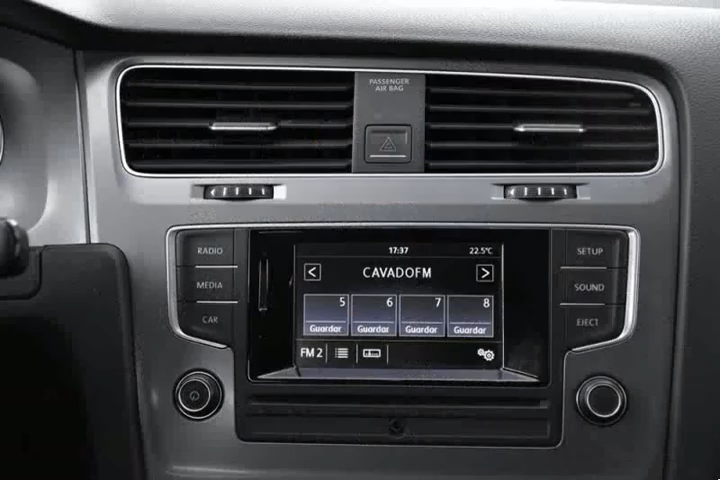 PASSENGER
AIR BAG
RADIO
MEDIA
CAR
17:37
22.5°C
< CAVADOFM >
5 6 7 8
Guardar Guardar Guardar Guardar
FM 2
SETUP
SOUND
EJECT